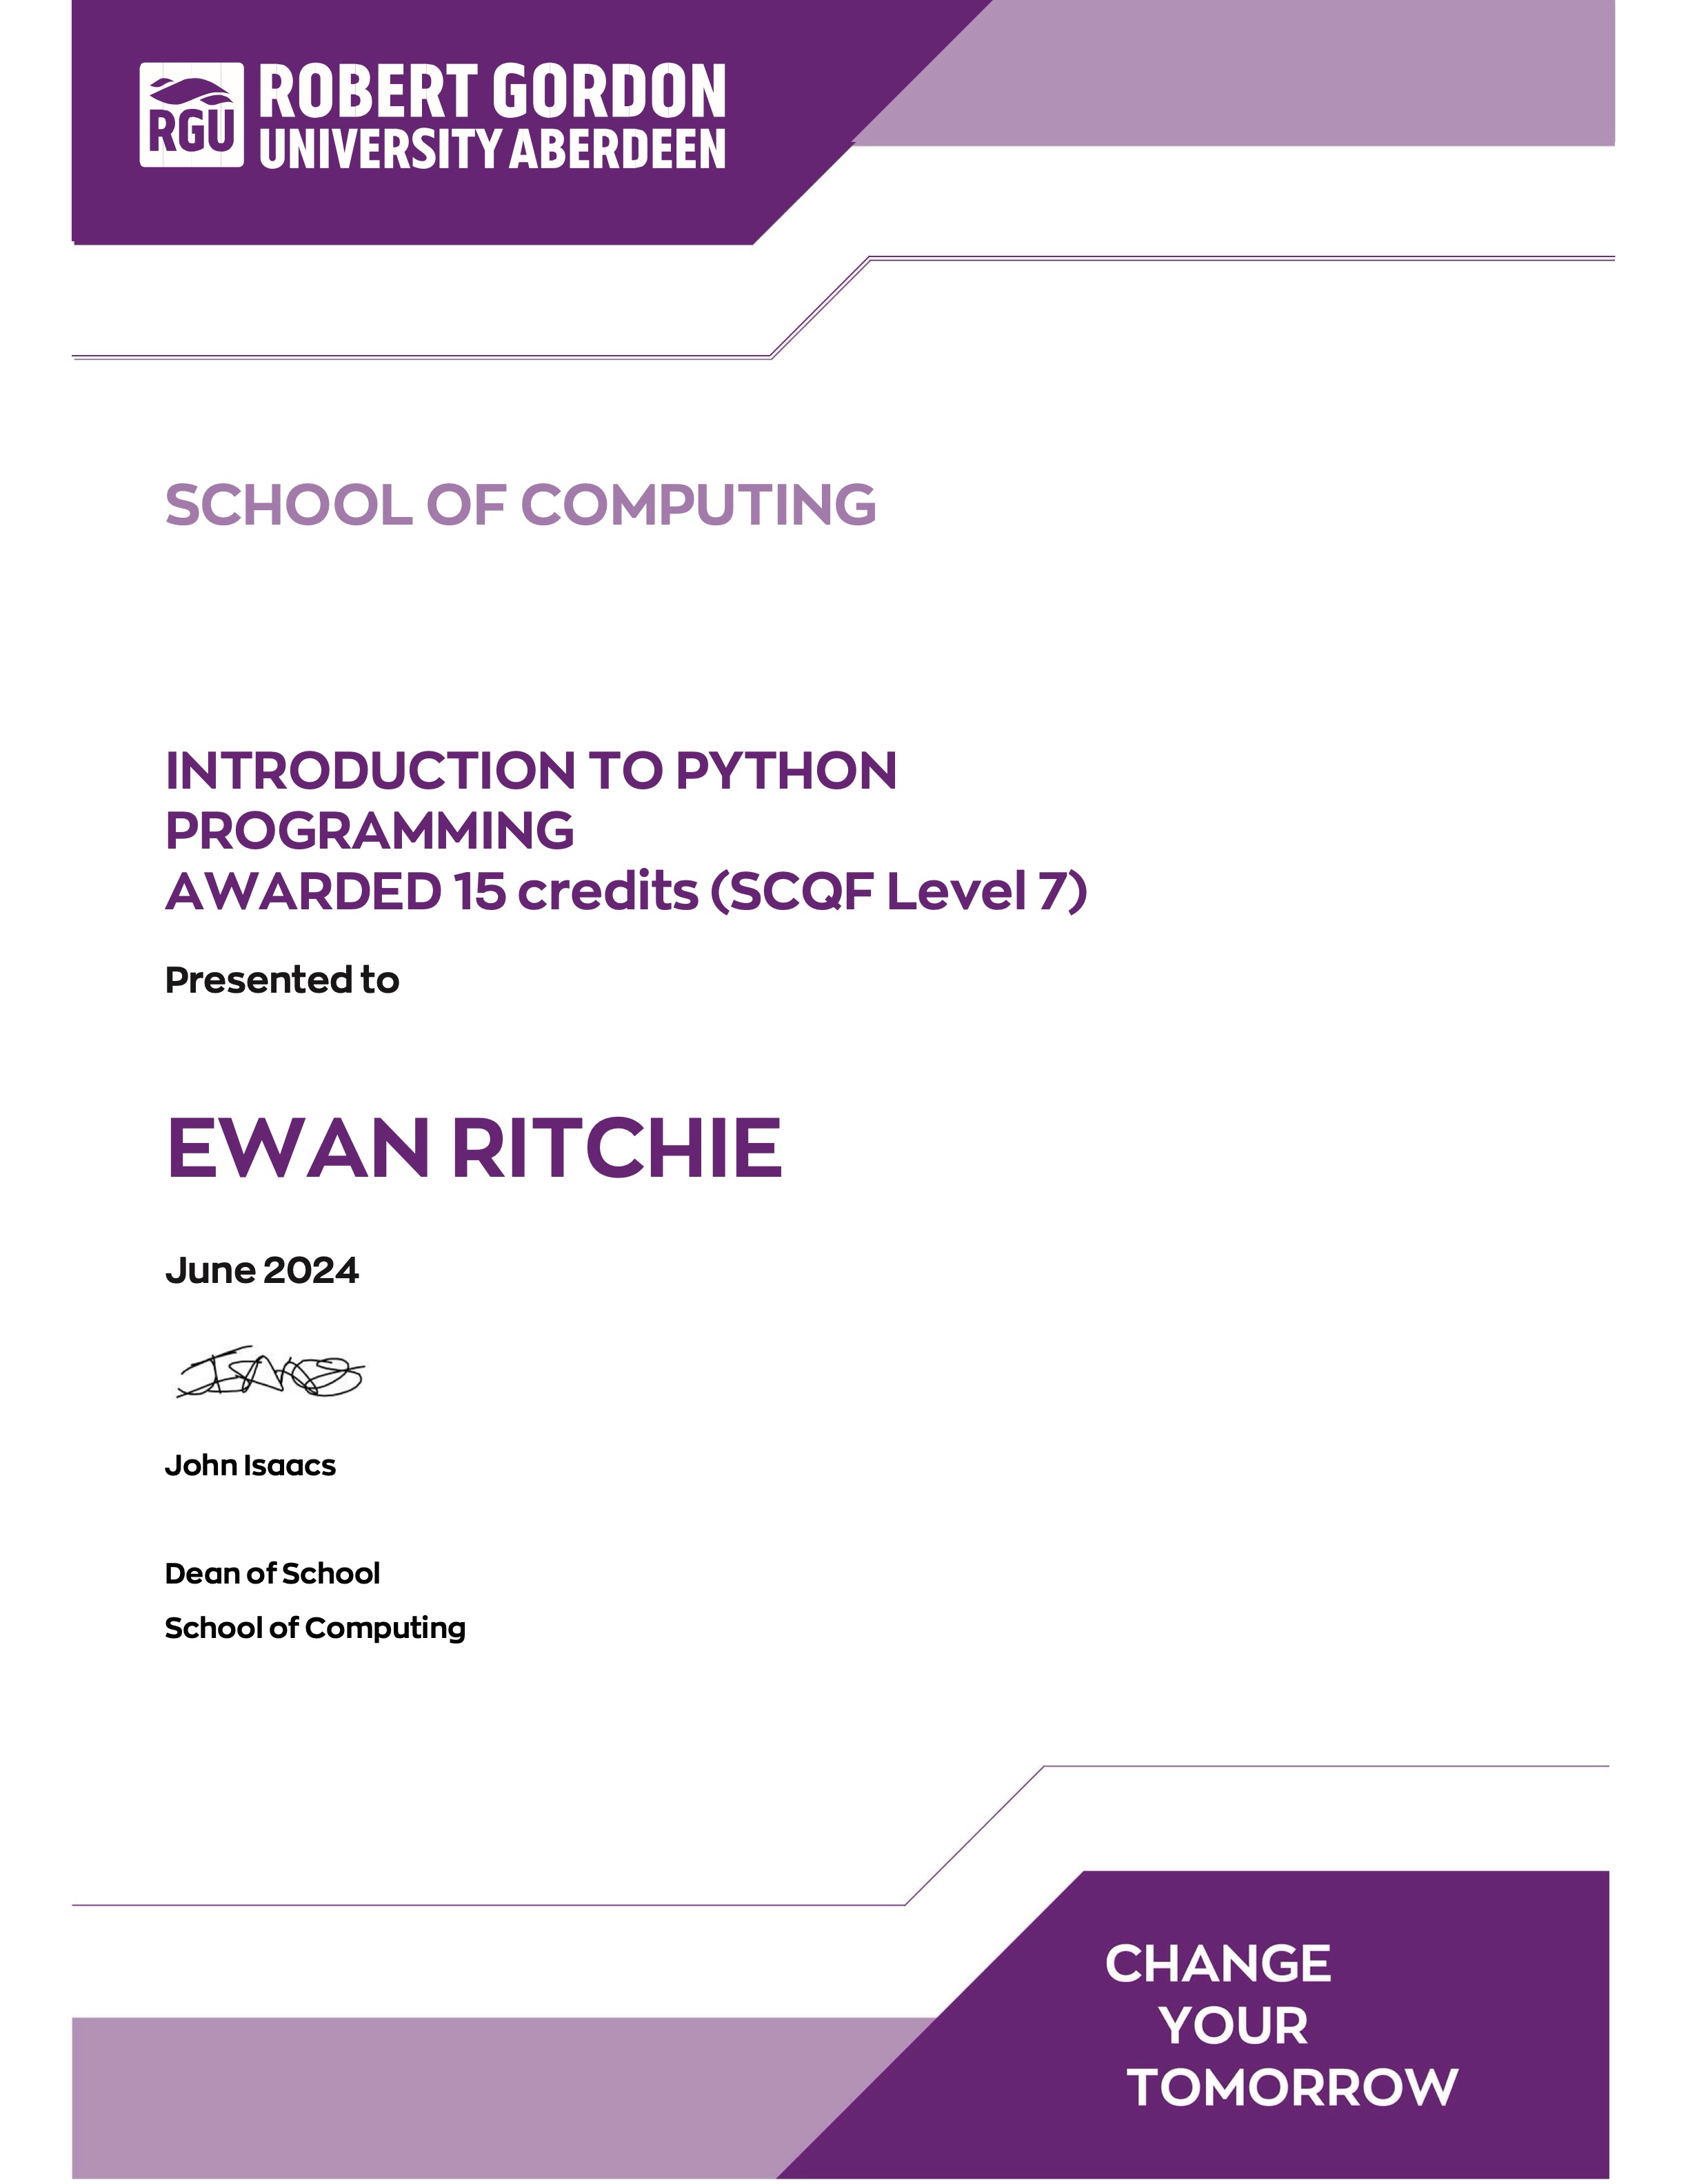 RGU
ROBERT GORDON
UNIVERSITY ABERDEEN
SCHOOL OF COMPUTING
INTRODUCTION TO PYTHON
PROGRAMMING
AWARDED 15 credits (SCQF Level 7)
Presented to
EWAN RITCHIE
June 2024
John Isaacs
Dean of School
School of Computing
CHANGE
YOUR
TOMORROW